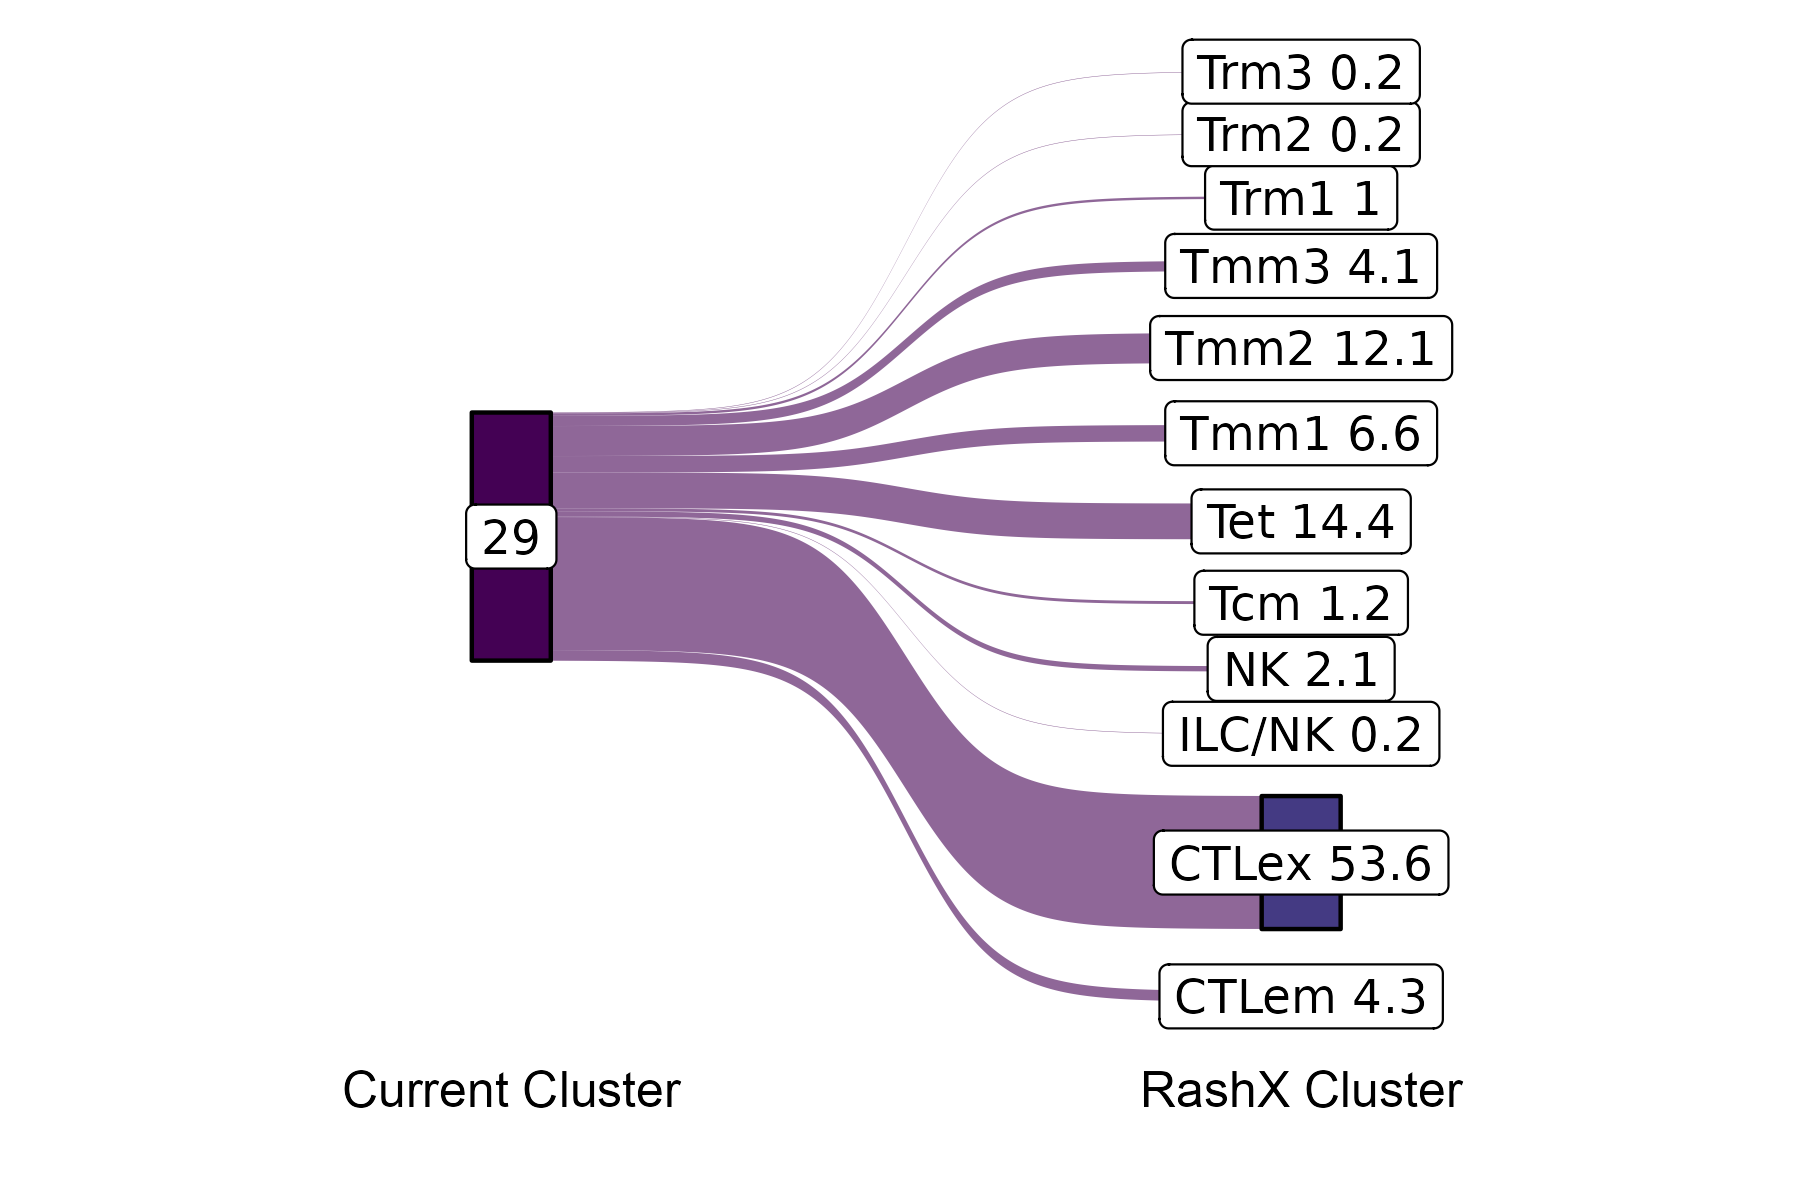 Trm3 0.2
Trm2 0.2
Trm1 1
Tmm3 4.1
Tmm2 12.1
Tmm1 6.6
Tet 14.4
29
Tcm 1.2
NK 2.1
ILC/NK 0.2
CTLex 53.6
CTLem 4.3
Current Cluster
RashX Cluster